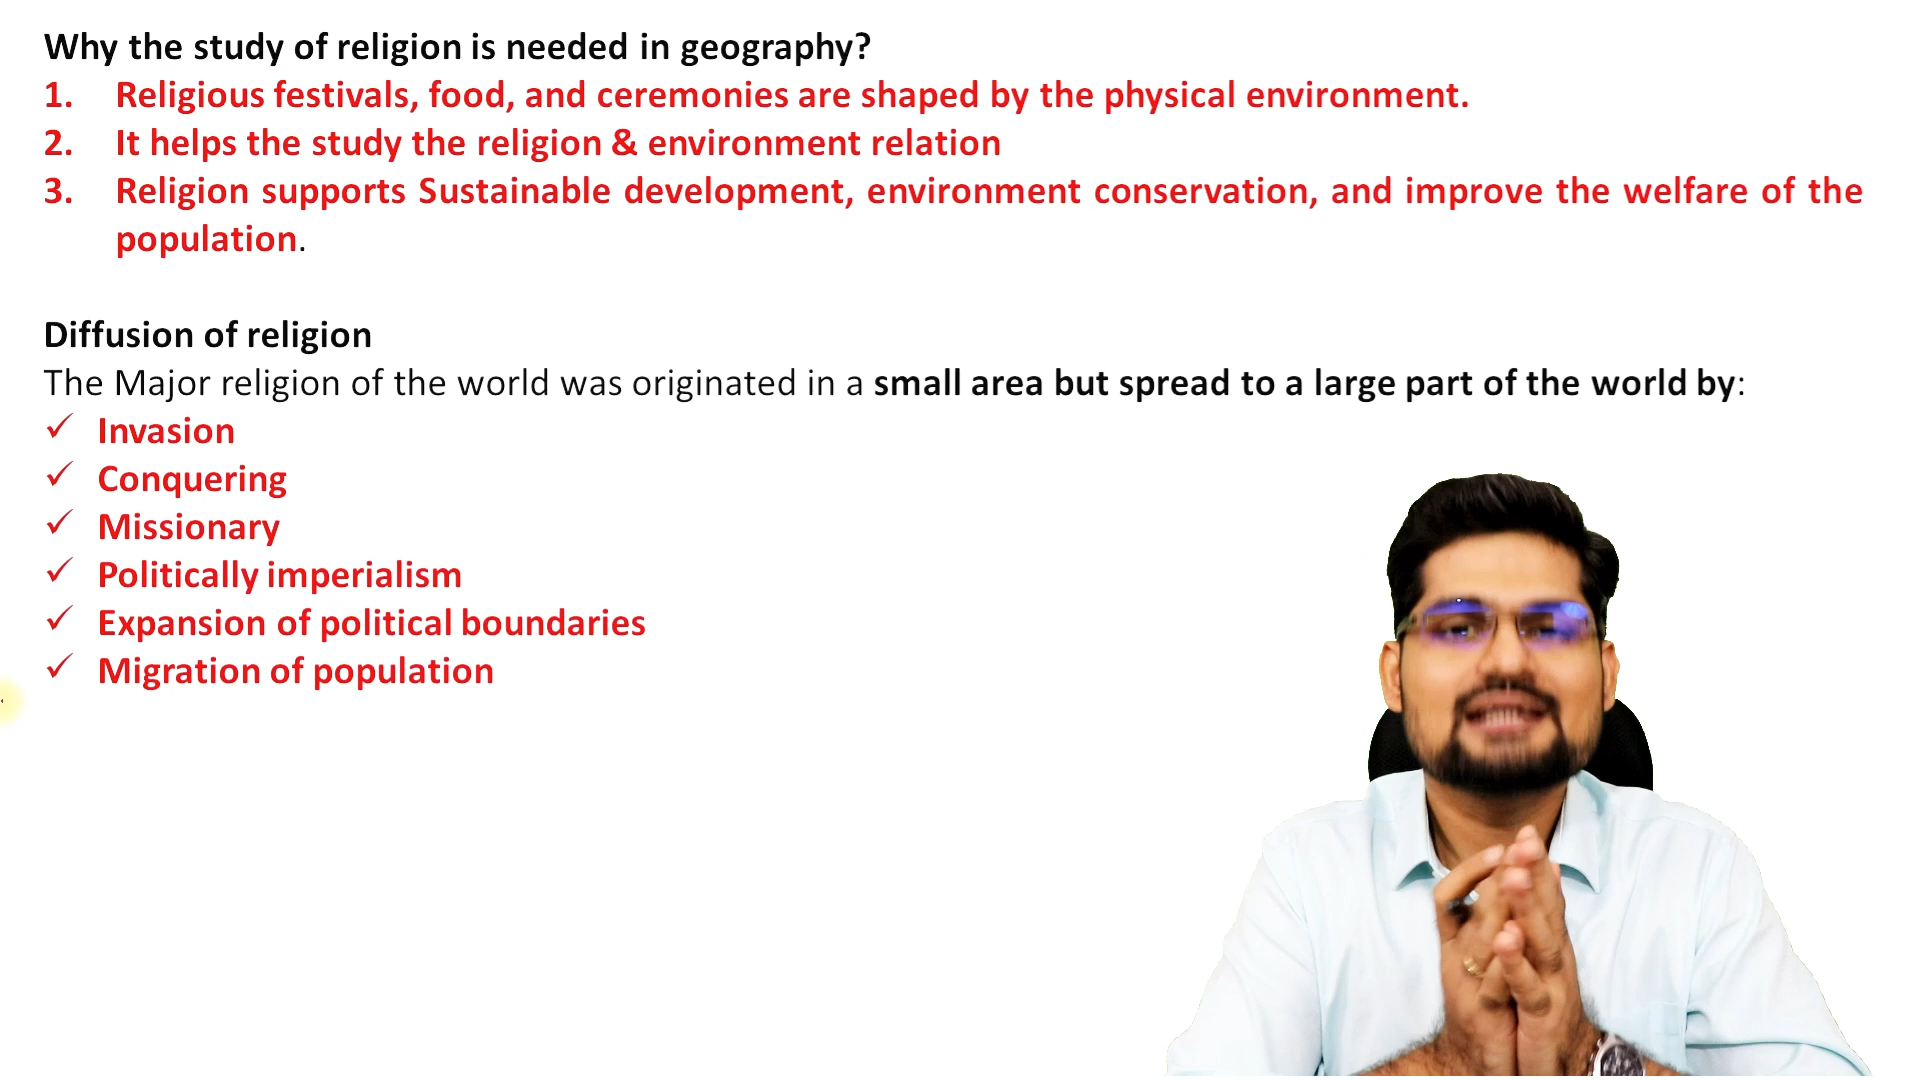 Why the study of religion is needed in geography?
1. Religious festivals, food, and ceremonies are shaped by the physical environment.
2. It helps the study the religion & environment relation
3. Religion supports Sustainable development, environment conservation, and improve the welfare of the
population.
Diffusion of religion
The Major religion of the world was originated in a small area but spread to a large part of the world by:
✓ Invasion
✓ Conquering
✓ Missionary
✓ Politically imperialism
✓ Expansion of political boundaries
✓ Migration of population